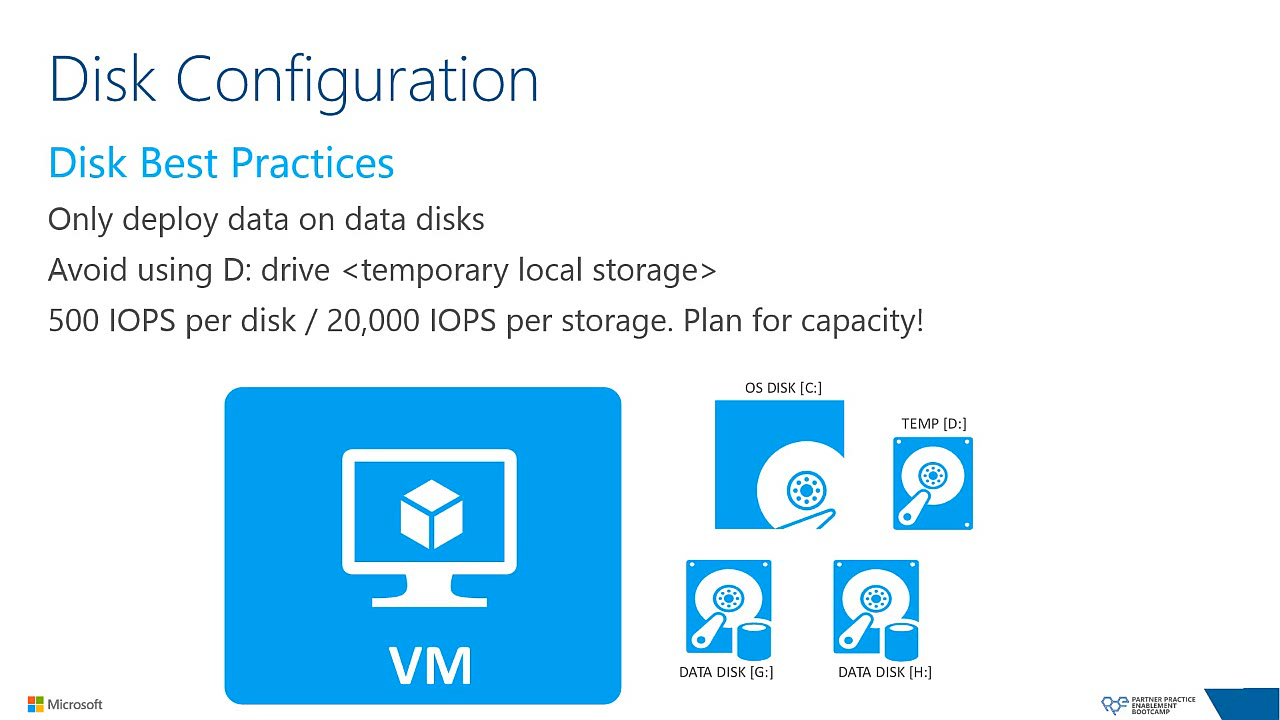 Disk Configuration
Disk Best Practices
Only deploy data on data disks
Avoid using D: drive <temporary local storage>
500 IOPS per disk / 20,000 IOPS per storage. Plan for capacity!
OS DISK [C:]
TEMP [D:]
VM
DATA DISK [G:]
DATA DISK [H:]
Microsoft
PARTNER PRACTICE
ENABLEMENT
BOOTCAMP